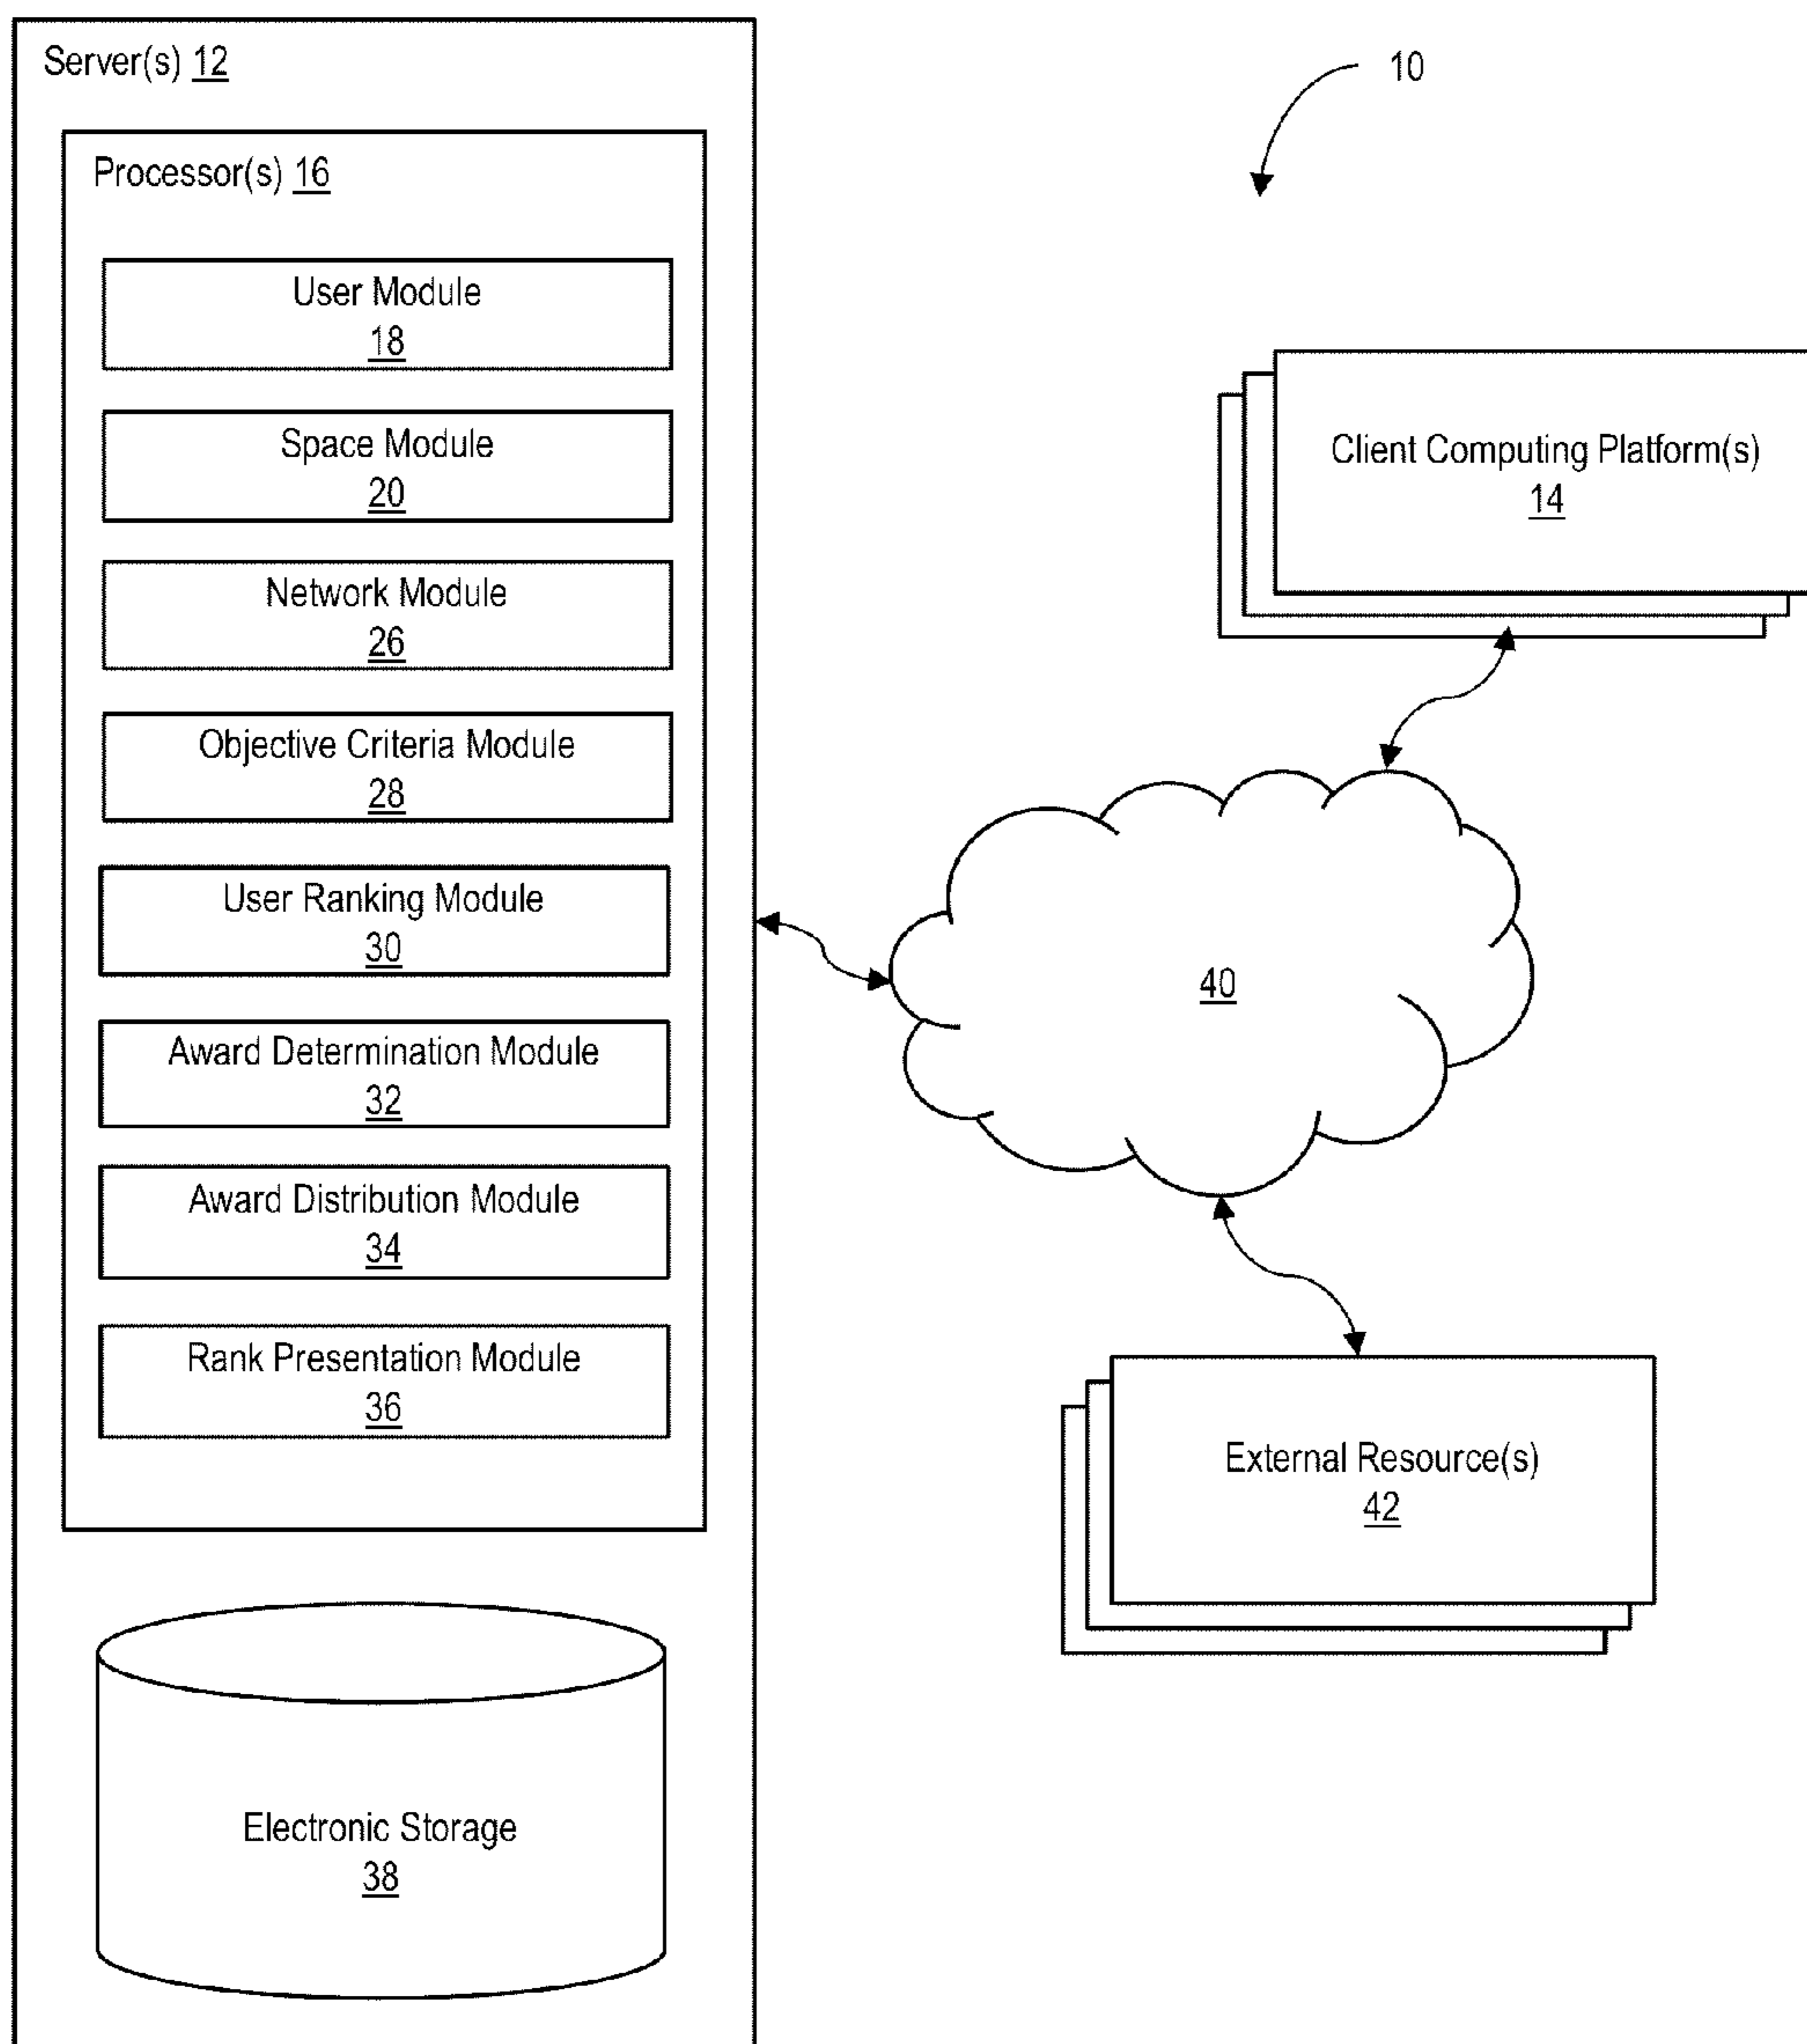 Server(s) 12
Processor(s) 16
User Module
18
Space Module
20
Network Module
26
Objective Criteria Module
28
User Ranking Module
30
Award Determination Module
32
Award Distribution Module
34
Rank Presentation Module
36
Electronic Storage
38
10
Client Computing Platform(s)
14
40
External Resource(s)
42